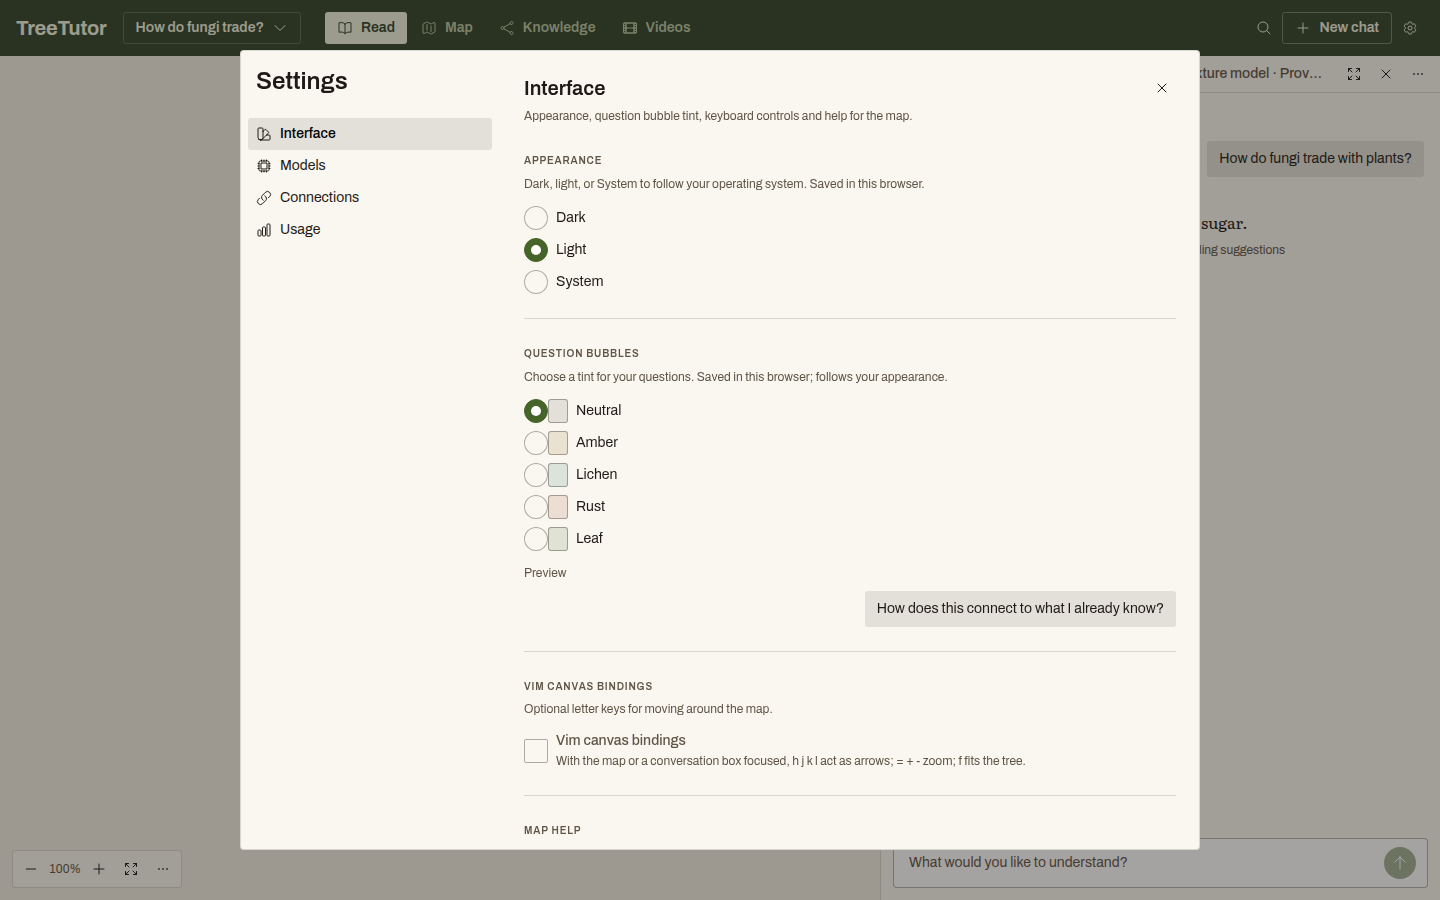 TreeTutor
How do fungi trade?
Read
Map
Knowledge
Videos
New chat
Settings
Interface
Models
Connections
Usage
Interface
Appearance, question bubble tint, keyboard controls and help for the map.
APPEARANCE
Dark, light, or System to follow your operating system. Saved in this browser.
Dark
Light
System
QUESTION BUBBLES
Choose a tint for your questions. Saved in this browser; follows your appearance.
Neutral
Amber
Lichen
Rust
Leaf
Preview
How does this connect to what I already know?
VIM CANVAS BINDINGS
Optional letter keys for moving around the map.
Vim canvas bindings
With the map or a conversation box focused, h j k l act as arrows; = + - zoom; f fits the tree.
MAP HELP
model · Prov...
How do fungi trade with plants?
sugar.
suggestions
100%
What would you like to understand?